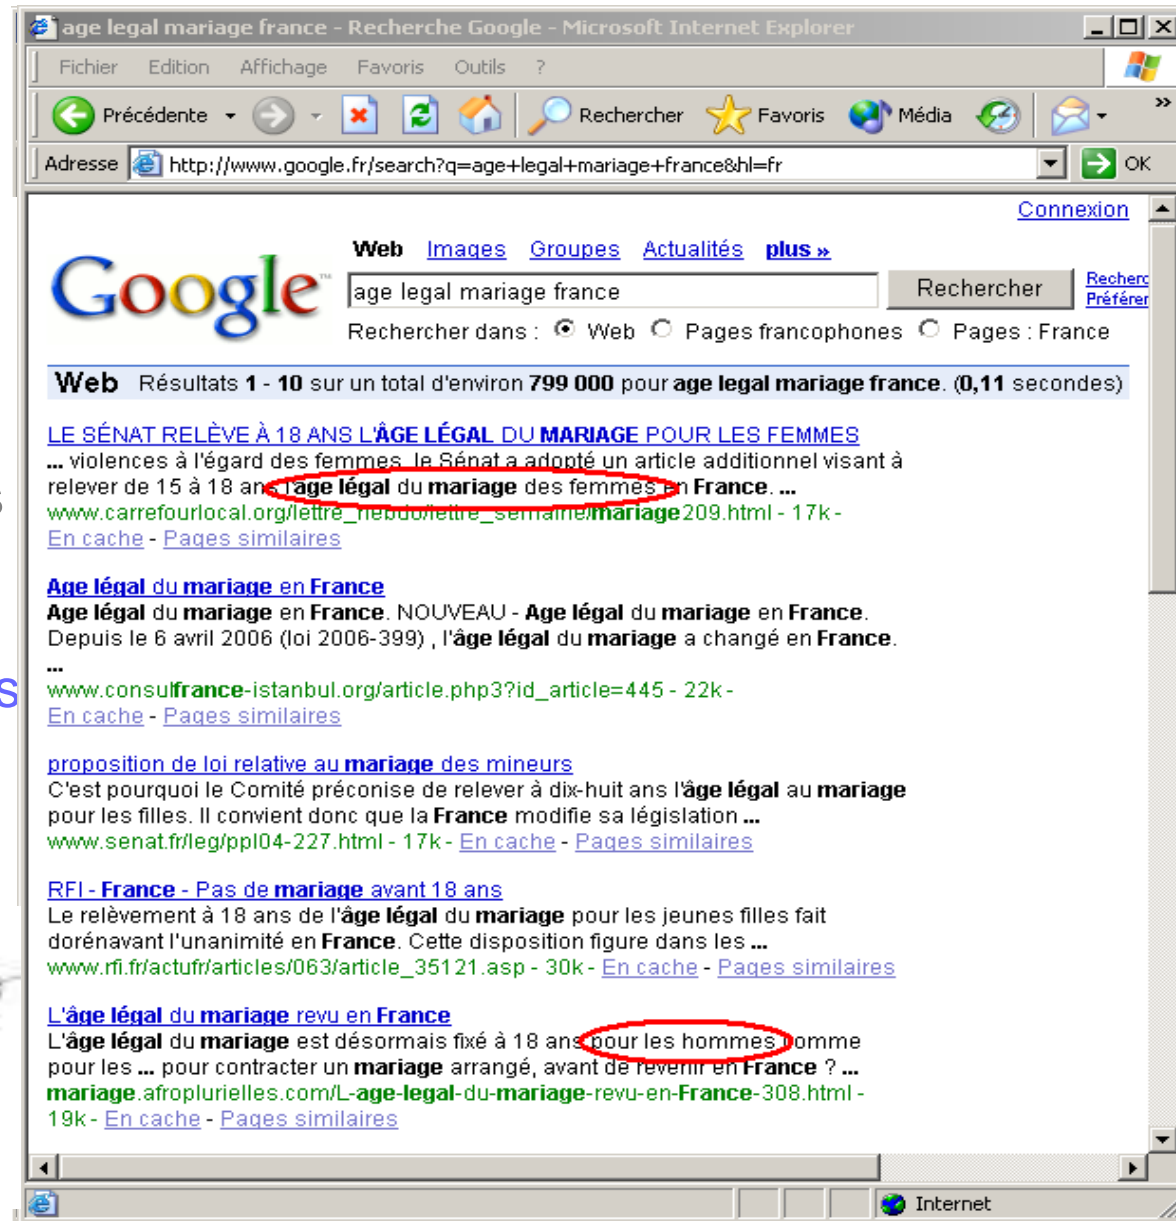 age legal mariage france - Recherche Google - Microsoft Internet Explorer
Fichier Edition Affichage Favoris Outils ?
Précédente Rechercher Favoris Média »
Adresse http://www.google.fr/search?q=age+legal+mariage+france&hl=fr OK
Connexion
Web Images Groupes Actualités plus »
Google™
age legal mariage france Rechercher
Rechercher dans : Web Pages francophones Pages : France
Web Résultats 1 - 10 sur un total d'environ 799 000 pour age legal mariage france. (0,11 secondes)
LE SÉNAT RELÈVE À 18 ANS L'ÂGE LÉGAL DU MARIAGE POUR LES FEMMES
... violences à l'égard des femmes, le Sénat a adopté un article additionnel visant à
relever de 15 à 18 ans l'age légal du mariage des femmes en France. ...
www.carrefourlocal.org/lettre_hebdo/lettre_semaine/mariage209.html - 17k -
En cache - Pages similaires
Age légal du mariage en France
Age légal du mariage en France. NOUVEAU - Age légal du mariage en France.
Depuis le 6 avril 2006 (loi 2006-399) , l'âge légal du mariage a changé en France.
...
www.consulfrance-istanbul.org/article.php3?id_article=445 - 22k -
En cache - Pages similaires
proposition de loi relative au mariage des mineurs
C'est pourquoi le Comité préconise de relever à dix-huit ans l'âge légal au mariage
pour les filles. Il convient donc que la France modifie sa législation ...
www.senat.fr/leg/ppl04-227.html - 17k - En cache - Pages similaires
RFI - France - Pas de mariage avant 18 ans
Le relèvement à 18 ans de l'âge légal du mariage pour les jeunes filles fait
dorénavant l'unanimité en France. Cette disposition figure dans les ...
www.rfi.fr/actufr/articles/063/article_35121.asp - 30k - En cache - Pages similaires
L'âge légal du mariage revu en France
L'âge légal du mariage est désormais fixé à 18 ans pour les hommes comme
pour les ... pour contracter un mariage arrangé, avant de revenir en France ? ...
mariage.afroplurielles.com/L-age-legal-du-mariage-revu-en-France-308.html -
19k - En cache - Pages similaires
Internet